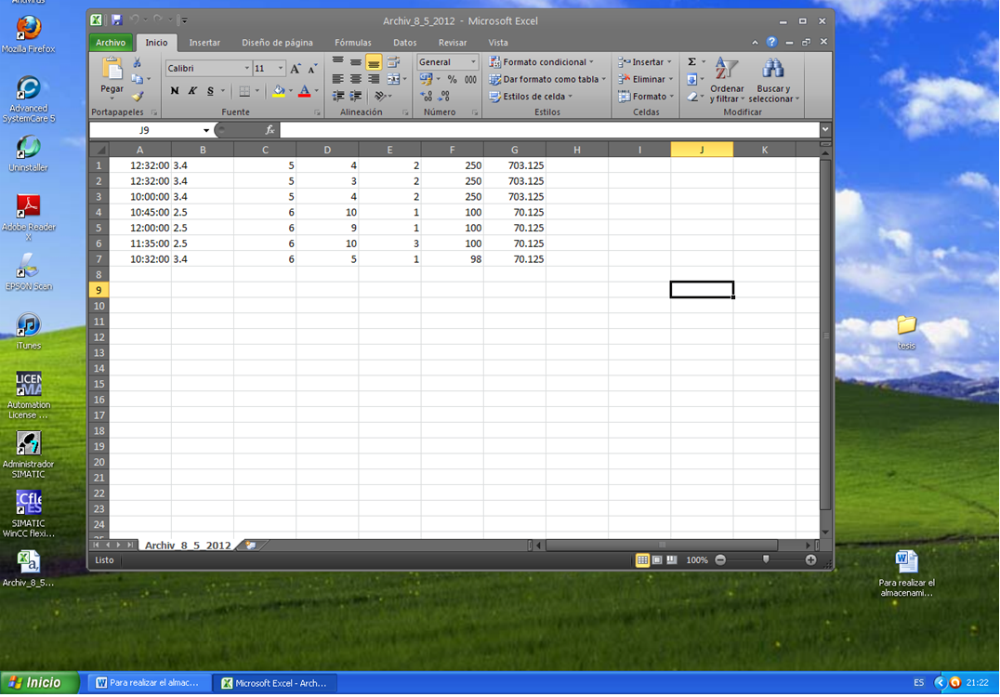 Antivirus
Mozilla Firefox
Advanced
SystemCare 5
Uninstaller
Adobe Reader
X
EPSON Scan
iTunes
LICEN
MA
Automation
License ...
Administrador
SIMATIC
CCfle
ES
SIMATIC
WinCC flexi...
Archiv_8_5...
Archiv_8_5_2012 - Microsoft Excel
Archivo Inicio Insertar Diseño de página Fórmulas Datos Revisar Vista
Pegar
Portapapeles
Calibri 11 A A
N K S A
Fuente
Alineación
General
% 000
Número
Formato condicional
Dar formato como tabla
Estilos de celda
Estilos
Insertar
Eliminar
Formato
Celdas
Σ
Ordenar
y filtrar
Buscar y
seleccionar
Modificar
J9 fx
A B C D E F G H I J K
1 12:32:00 3.4 5 4 2 250 703.125
2 12:32:00 3.4 5 3 2 250 703.125
3 10:00:00 3.4 5 4 2 250 703.125
4 10:45:00 2.5 6 10 1 100 70.125
5 12:00:00 2.5 6 9 1 100 70.125
6 11:35:00 2.5 6 10 3 100 70.125
7 10:32:00 3.4 6 5 1 98 70.125
8
9
10
11
12
13
14
15
16
17
18
19
20
21
22
23
24
25
Archiv_8_5_2012
Listo 100%
tesis
Para realizar el
almacenami...
Inicio Para realizar el almac... Microsoft Excel - Arch... ES 21:22